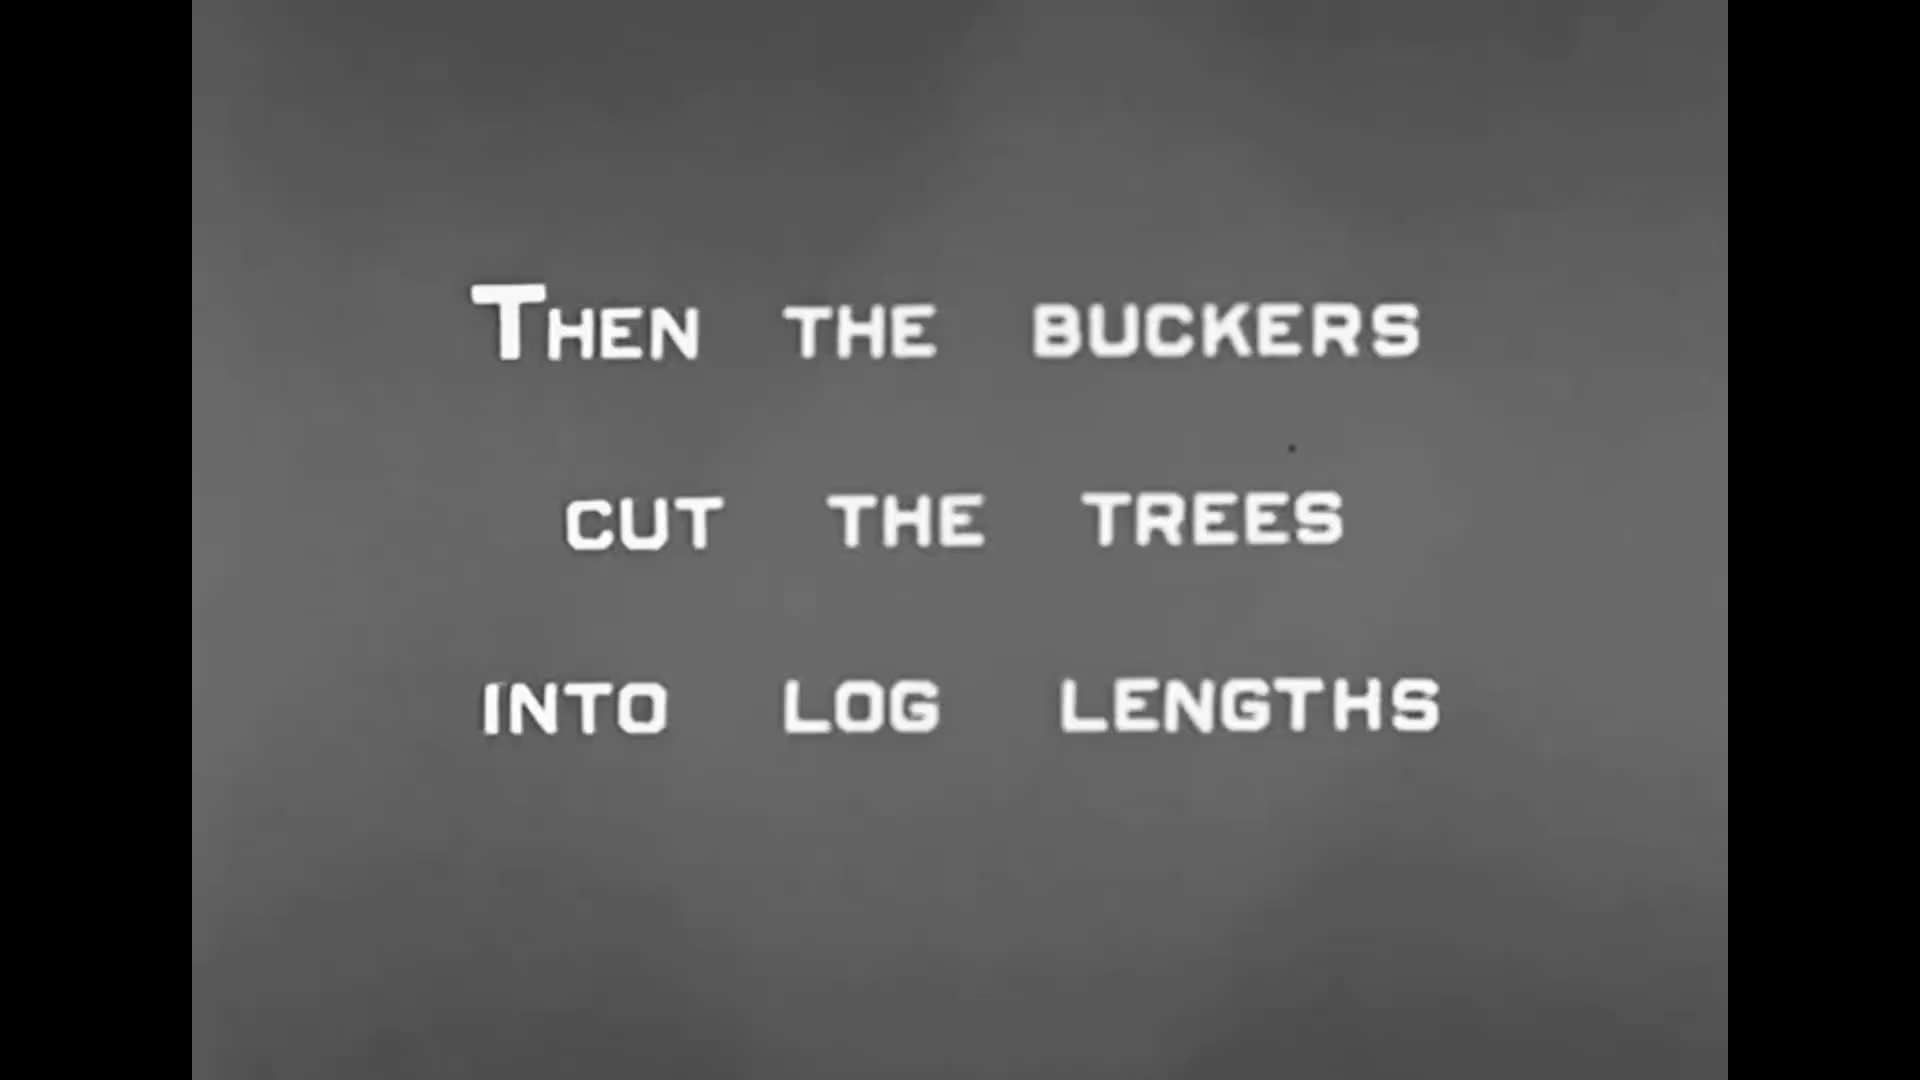 Then the buckers
cut the trees
into log lengths